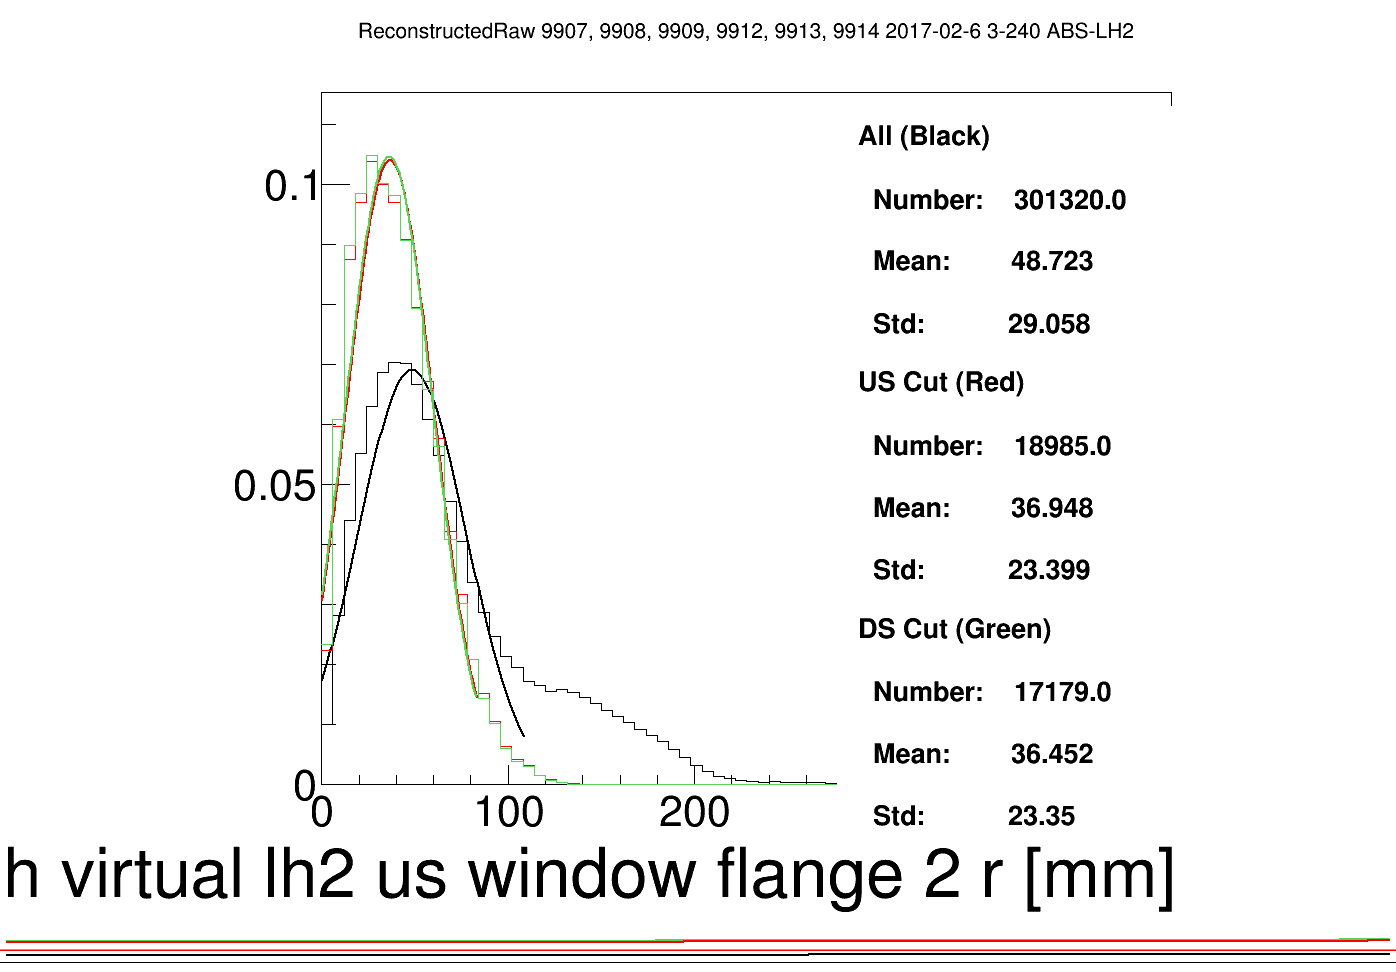 ReconstructedRaw 9907, 9908, 9909, 9912, 9913, 9914 2017-02-6 3-240 ABS-LH2
All (Black)
Number: 301320.0
Mean: 48.723
Std: 29.058
US Cut (Red)
Number: 18985.0
Mean: 36.948
Std: 23.399
DS Cut (Green)
Number: 17179.0
Mean: 36.452
Std: 23.35
0.1
0.05
0
0 100 200
h virtual lh2 us window flange 2 r [mm]